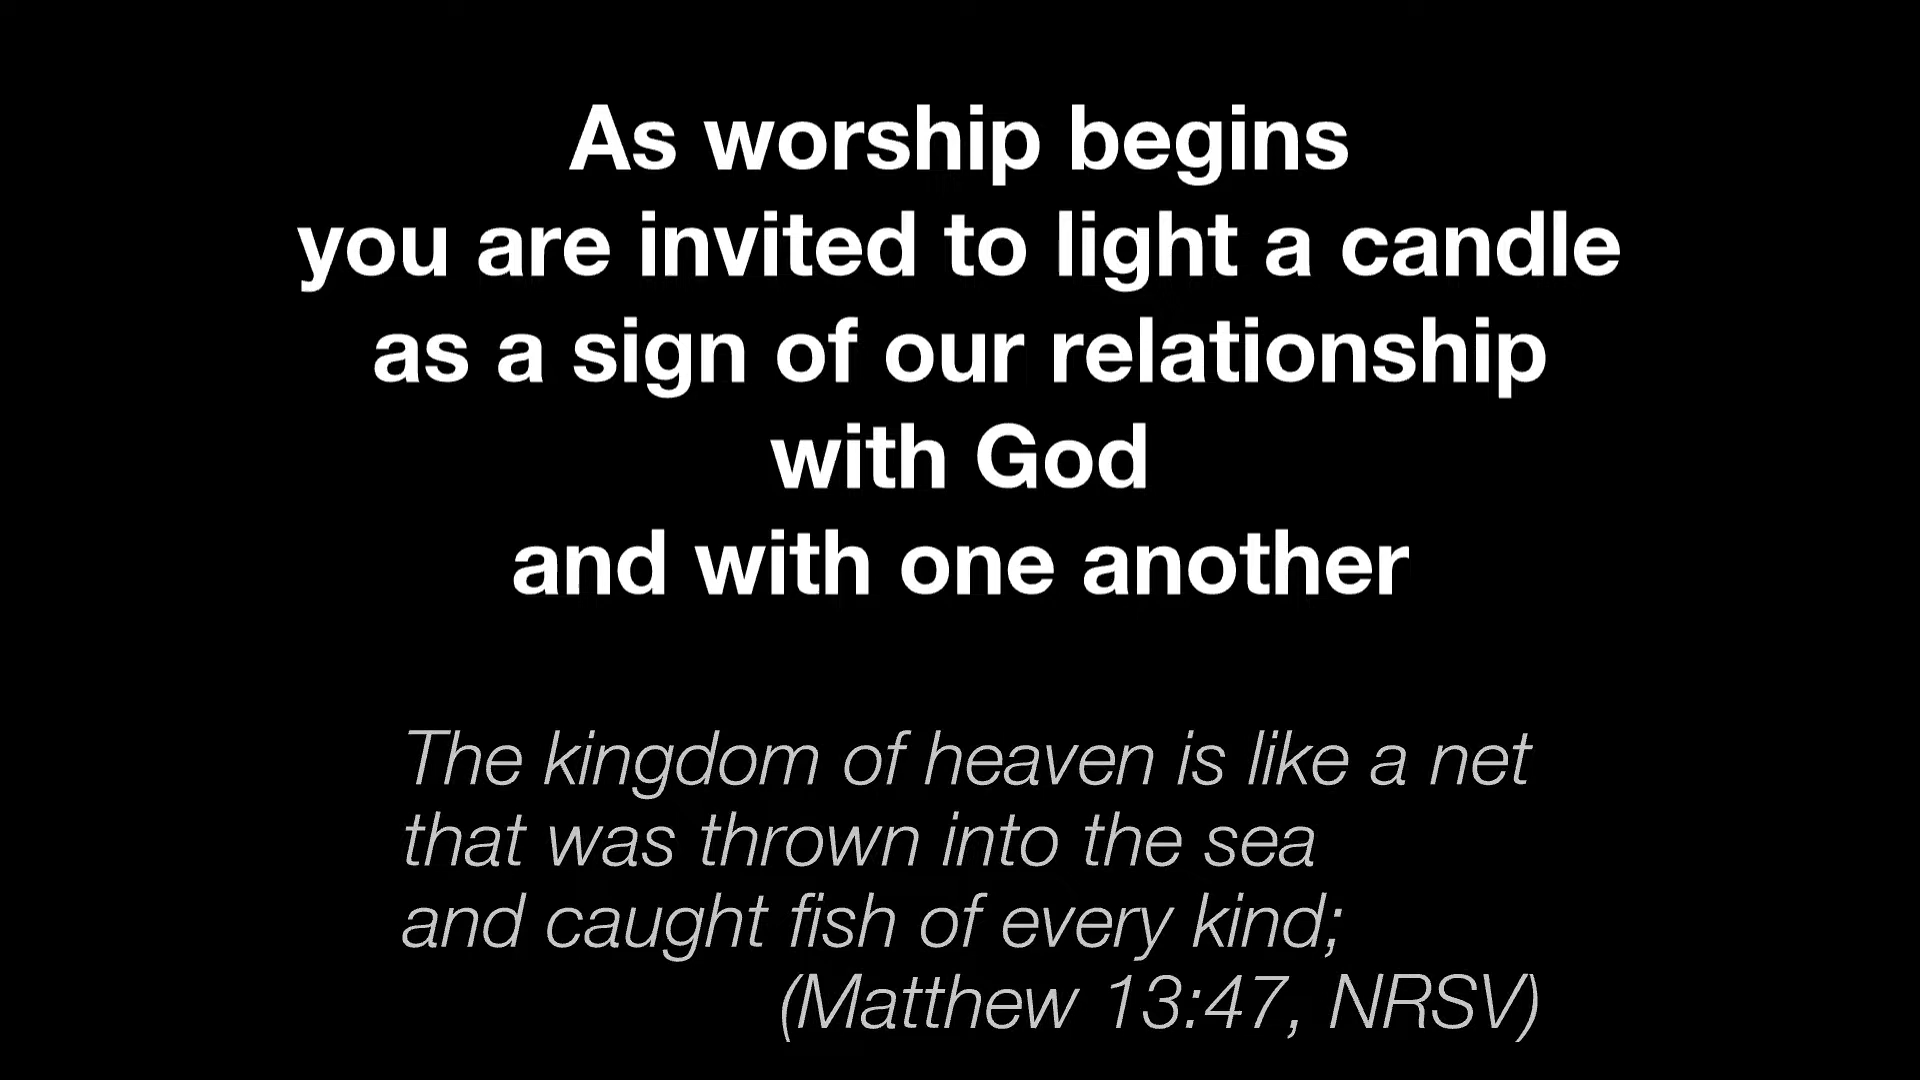 As worship begins
you are invited to light a candle
as a sign of our relationship
with God
and with one another
The kingdom of heaven is like a net
that was thrown into the sea
and caught fish of every kind;
(Matthew 13:47, NRSV)